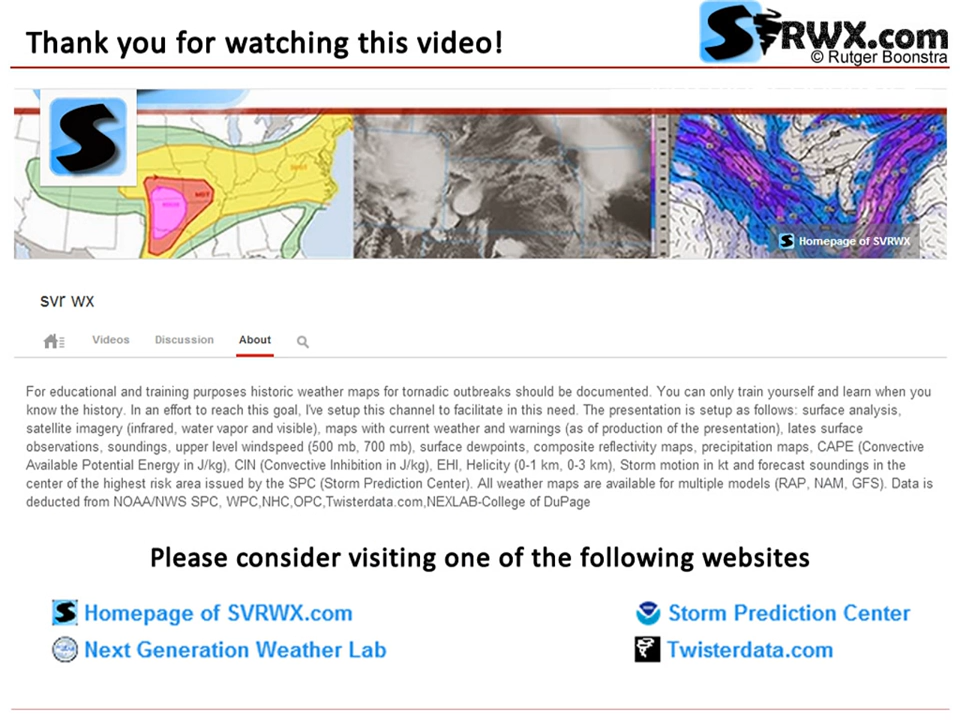 Thank you for watching this video!
SVRWX.com
© Rutger Boonstra
Homepage of SVRWX
svr wx
Videos Discussion About
For educational and training purposes historic weather maps for tornadic outbreaks should be documented. You can only train yourself and learn when you
know the history. In an effort to reach this goal, I've setup this channel to facilitate in this need. The presentation is setup as follows: surface analysis,
satellite imagery (infrared, water vapor and visible), maps with current weather and warnings (as of production of the presentation), lates surface
observations, soundings, upper level windspeed (500 mb, 700 mb), surface dewpoints, composite reflectivity maps, precipitation maps, CAPE (Convective
Available Potential Energy in J/kg), CIN (Convective Inhibition in J/kg), EHI, Helicity (0-1 km, 0-3 km), Storm motion in kt and forecast soundings in the
center of the highest risk area issued by the SPC (Storm Prediction Center). All weather maps are available for multiple models (RAP, NAM, GFS). Data is
deducted from NOAA/NWS SPC, WPC,NHC,OPC,Twisterdata.com,NEXLAB-College of DuPage
Please consider visiting one of the following websites
Homepage of SVRWX.com
Storm Prediction Center
Next Generation Weather Lab
Twisterdata.com